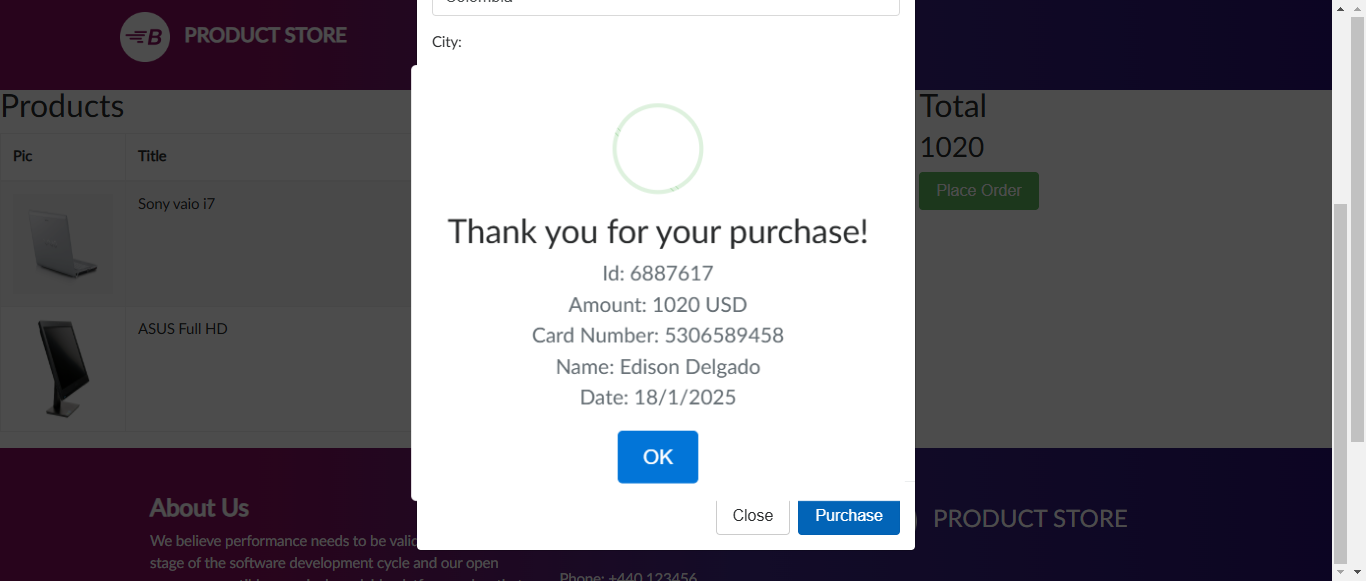 Colombia
B PRODUCT STORE
City:
Products
Pic Title
Sony vaio i7
ASUS Full HD
Total
1020
Place Order
Thank you for your purchase!
Id: 6887617
Amount: 1020 USD
Card Number: 5306589458
Name: Edison Delgado
Date: 18/1/2025
OK
Close Purchase
About Us
We believe performance needs to be
stage of the software development cycle and our open
PRODUCT STORE
Phone: +440 123456